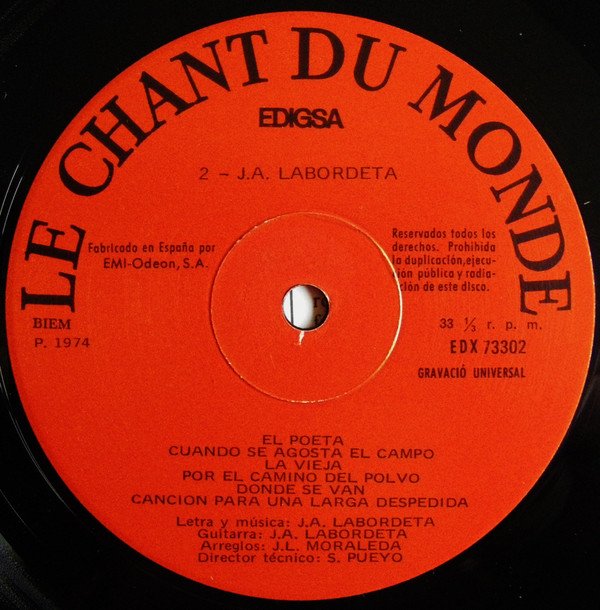 LE CHANT DU MONDE
EDIGSA
2 - J.A. LABORDETA
Fabricado en España por
EMI-Odeon, S.A.
Reservados todos los
derechos. Prohibida
la duplicación, ejecu-
ción pública y radia-
ción de este disco.
BIEM
P. 1974
33 ⅓ r. p. m.
EDX 73302
GRAVACIÓ UNIVERSAL
EL POETA
CUANDO SE AGOSTA EL CAMPO
LA VIEJA
POR EL CAMINO DEL POLVO
DONDE SE VAN
CANCION PARA UNA LARGA DESPEDIDA
Letra y música: J.A. LABORDETA
Guitarra: J.A. LABORDETA
Arreglos: J.L. MORALEDA
Director técnico: S. PUEYO